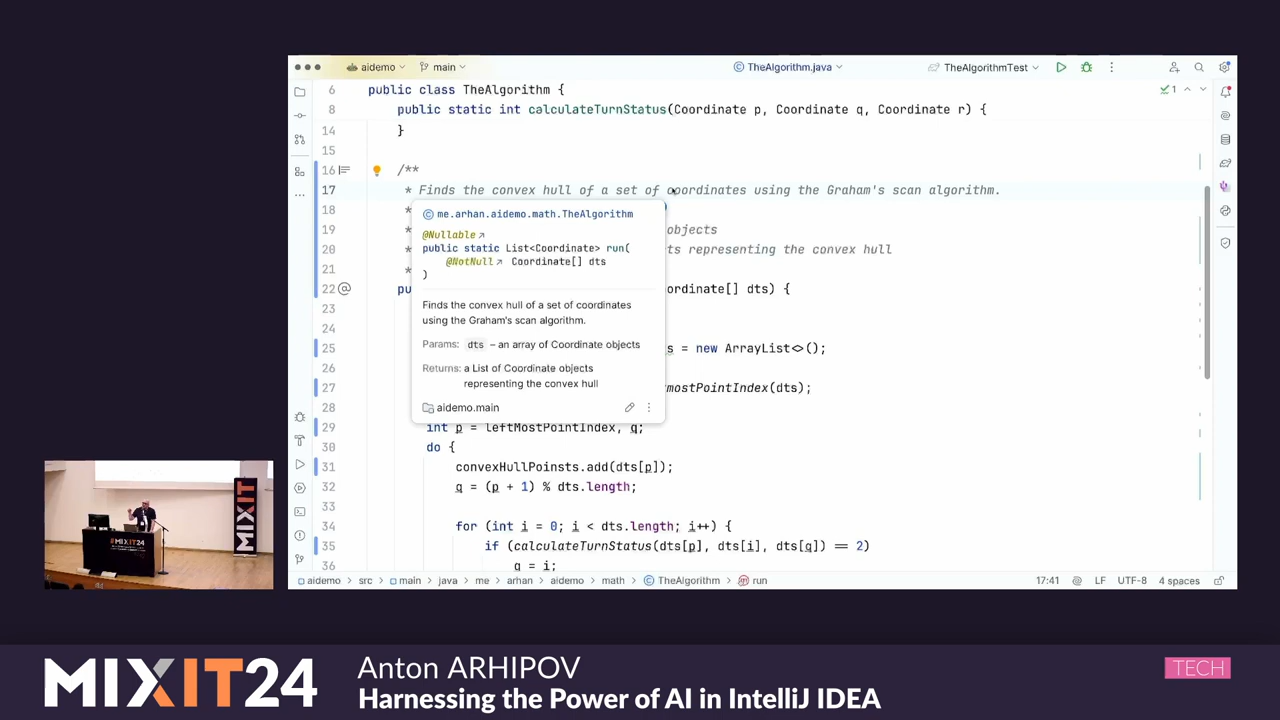 aidemo
main
TheAlgorithm.java
TheAlgorithmTest
6 public class TheAlgorithm {
1
8 public static int calculateTurnStatus(Coordinate p, Coordinate q, Coordinate r) {
14 }
15
16 /**
17 * Finds the convex hull of a set of coordinates using the Graham's scan algorithm.
18 *
19 * objects
20 * ts representing the convex hull
21 *
22 pu ordinate[] dts) {
23
24
25 s = new ArrayList<>();
26
27 mostPointIndex(dts);
28
29 int p = leftMostPointIndex, q;
30 do {
31 convexHullPoinsts.add(dts[p]);
32 q = (p + 1) % dts.length;
33
34 for (int i = 0; i < dts.length; i++) {
35 if (calculateTurnStatus(dts[p], dts[i], dts[q]) == 2)
36 q = i;
me.arhan.aidemo.math.TheAlgorithm
@Nullable
public static List<Coordinate> run(
@NotNull Coordinate[] dts
)
Finds the convex hull of a set of coordinates
using the Graham's scan algorithm.
Params: dts – an array of Coordinate objects
Returns: a List of Coordinate objects
representing the convex hull
aidemo.main
aidemo > src > main > java > me > arhan > aidemo > math > TheAlgorithm > run
17:41 LF UTF-8 4 spaces
MIXIT
#MIXIT24
MIXIT24
Anton ARHIPOV
Harnessing the Power of AI in IntelliJ IDEA
TECH